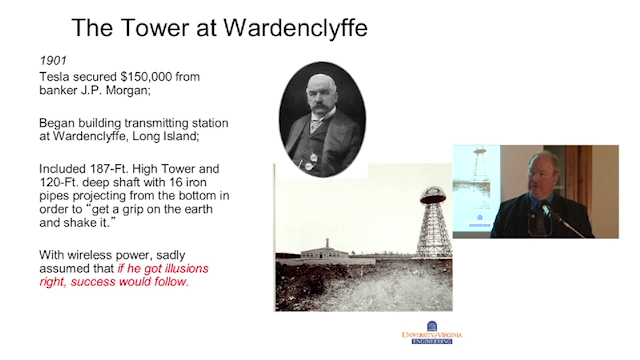 The Tower at Wardenclyffe
1901
Tesla secured $150,000 from
banker J.P. Morgan;
Began building transmitting station
at Wardenclyffe, Long Island;
Included 187-Ft. High Tower and
120-Ft. deep shaft with 16 iron
pipes projecting from the bottom in
order to “get a grip on the earth
and shake it.”
With wireless power, sadly
assumed that if he got illusions
right, success would follow.
UNIVERSITY of VIRGINIA
ENGINEERING